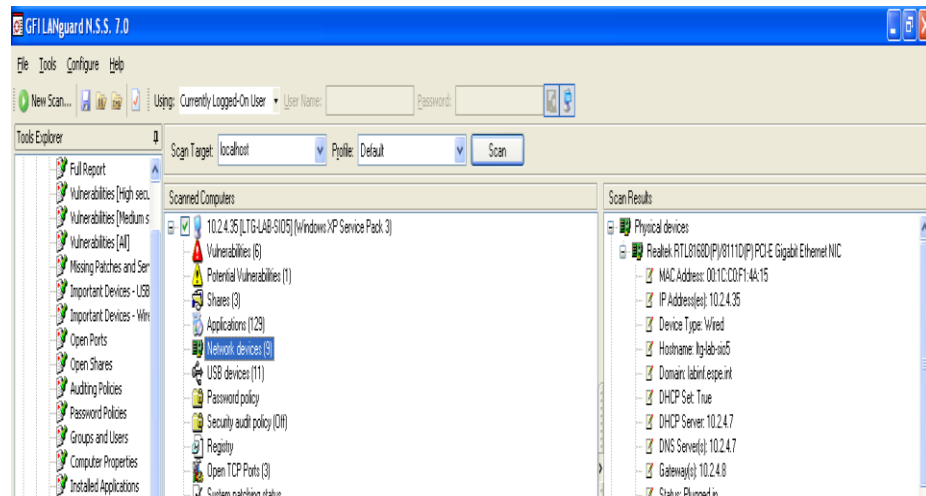 GFI LANguard N.S.S. 7.0
File Tools Configure Help
New Scan... Using: Currently Logged-On User User Name: Password:
Tools Explorer
Scan Target: localhost Profile: Default Scan
Full Report
Vulnerabilities [High secu
Vulnerabilities [Medium s
Vulnerabilities [All]
Missing Patches and Ser
Important Devices - USB
Important Devices - Wire
Open Ports
Open Shares
Auditing Policies
Password Policies
Groups and Users
Computer Properties
Installed Applications
Scanned Computers
10.2.4.35 [LTG-LAB-SIO5] (Windows XP Service Pack 3)
Vulnerabilities (6)
Potential Vulnerabilities (1)
Shares (3)
Applications (129)
Network devices (9)
USB devices (11)
Password policy
Security audit policy (Off)
Registry
Open TCP Ports (3)
System patching status
Scan Results
Physical devices
Realtek RTL8168D(P)/8111D(P) PCI-E Gigabit Ethernet NIC
MAC Address: 00:1C:C0:F1:4A:15
IP Address(es): 10.2.4.35
Device Type: Wired
Hostname: ltg-lab-sio5
Domain: labinf.espe.int
DHCP Set: True
DHCP Server: 10.2.4.7
DNS Server(s): 10.2.4.7
Gateway(s): 10.2.4.8
Status: Plugged in